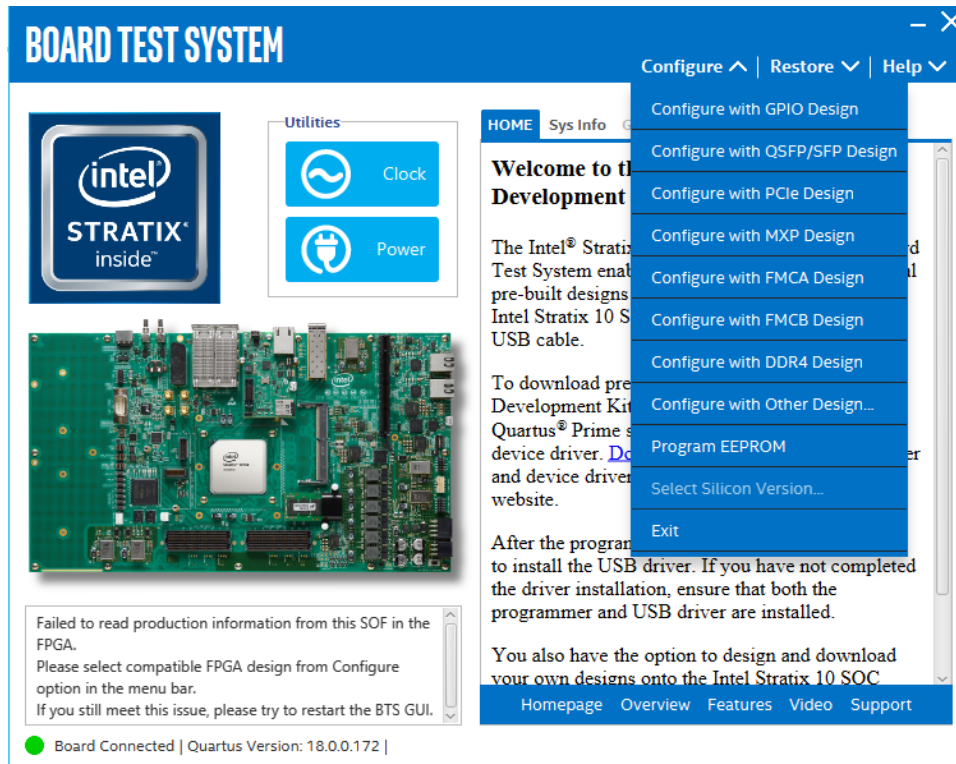 BOARD TEST SYSTEM
Configure | Restore | Help
Configure with GPIO Design
Configure with QSFP/SFP Design
Configure with PCIe Design
Configure with MXP Design
Configure with FMCA Design
Configure with FMCB Design
Configure with DDR4 Design
Configure with Other Design...
Program EEPROM
Select Silicon Version...
Exit
intel
STRATIX
inside™
Utilities
Clock
Power
HOME Sys Info
Welcome to
Development
The Intel®
Test System
pre-built designs
Intel Stratix 10
USB cable.
To download
Development
Quartus® Prime
device driver.
and device
website.
After the
to install the USB driver. If you have not completed
the driver installation, ensure that both the
programmer and USB driver are installed.
You also have the option to design and download
your own designs onto the Intel Stratix 10 SOC
Homepage Overview Features Video Support
Failed to read production information from this SOF in the
FPGA.
Please select compatible FPGA design from Configure
option in the menu bar.
If you still meet this issue, please try to restart the BTS GUI.
Board Connected | Quartus Version: 18.0.0.172 |